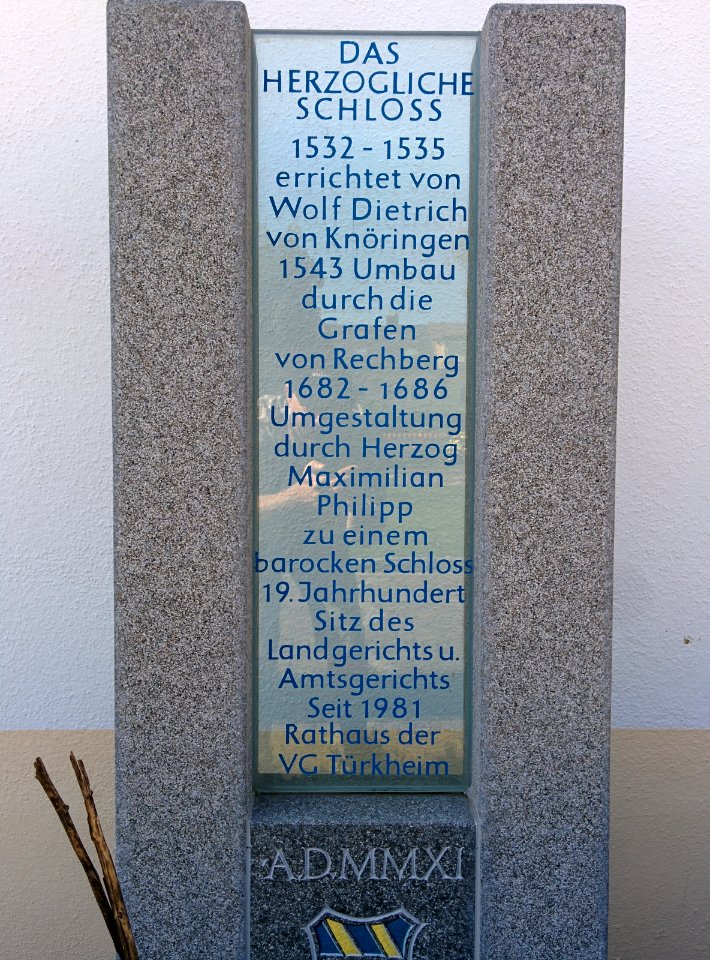 DAS
HERZOGLICHE
SCHLOSS
1532 - 1535
errichtet von
Wolf Dietrich
von Knöringen
1543 Umbau
durch die
Grafen
von Rechberg
1682 - 1686
Umgestaltung
durch Herzog
Maximilian
Philipp
zu einem
barocken Schloss
19. Jahrhundert
Sitz des
Landgerichts u.
Amtsgerichts
Seit 1981
Rathaus der
VG Türkheim
A.D.MMXI